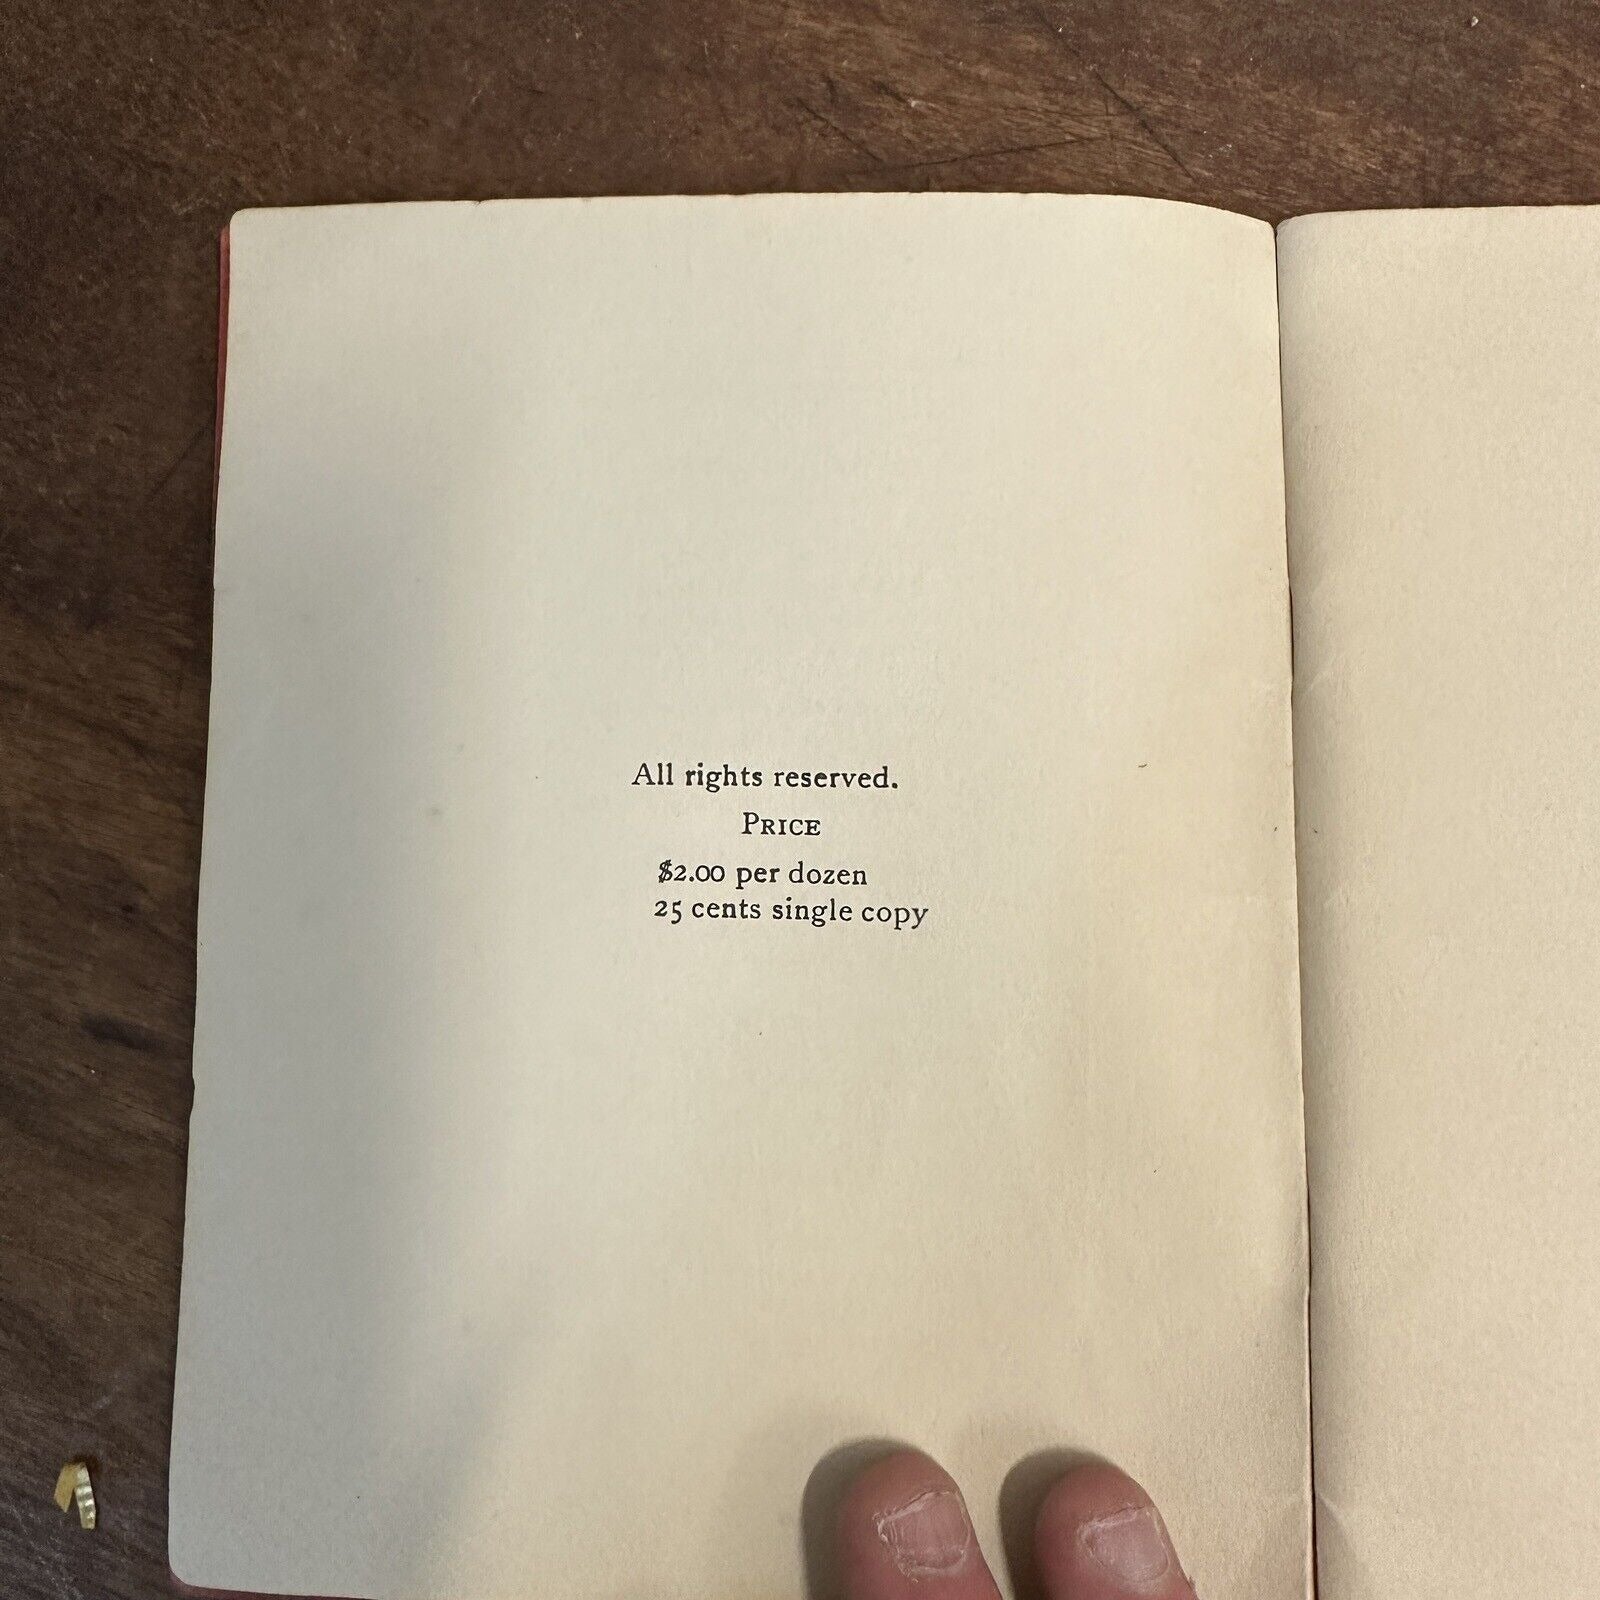 All rights reserved.
PRICE
$2.00 per dozen
25 cents single copy